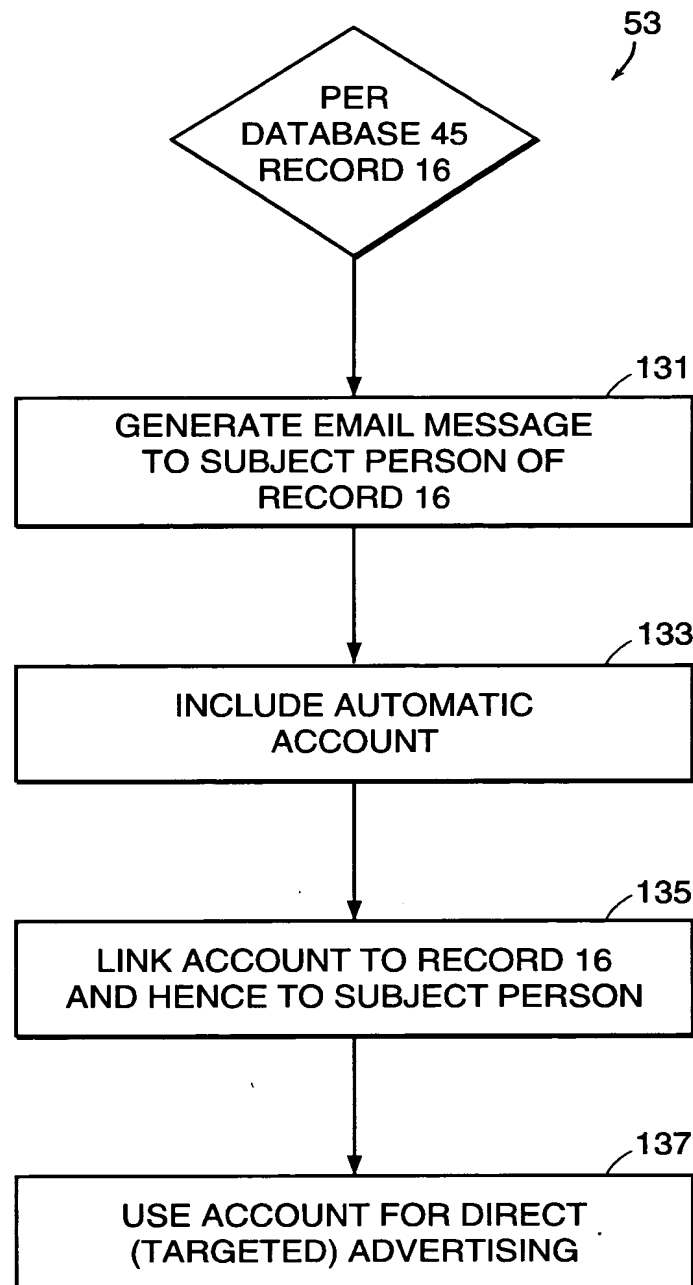 53
PER
DATABASE 45
RECORD 16
131
GENERATE EMAIL MESSAGE
TO SUBJECT PERSON OF
RECORD 16
133
INCLUDE AUTOMATIC
ACCOUNT
135
LINK ACCOUNT TO RECORD 16
AND HENCE TO SUBJECT PERSON
137
USE ACCOUNT FOR DIRECT
(TARGETED) ADVERTISING